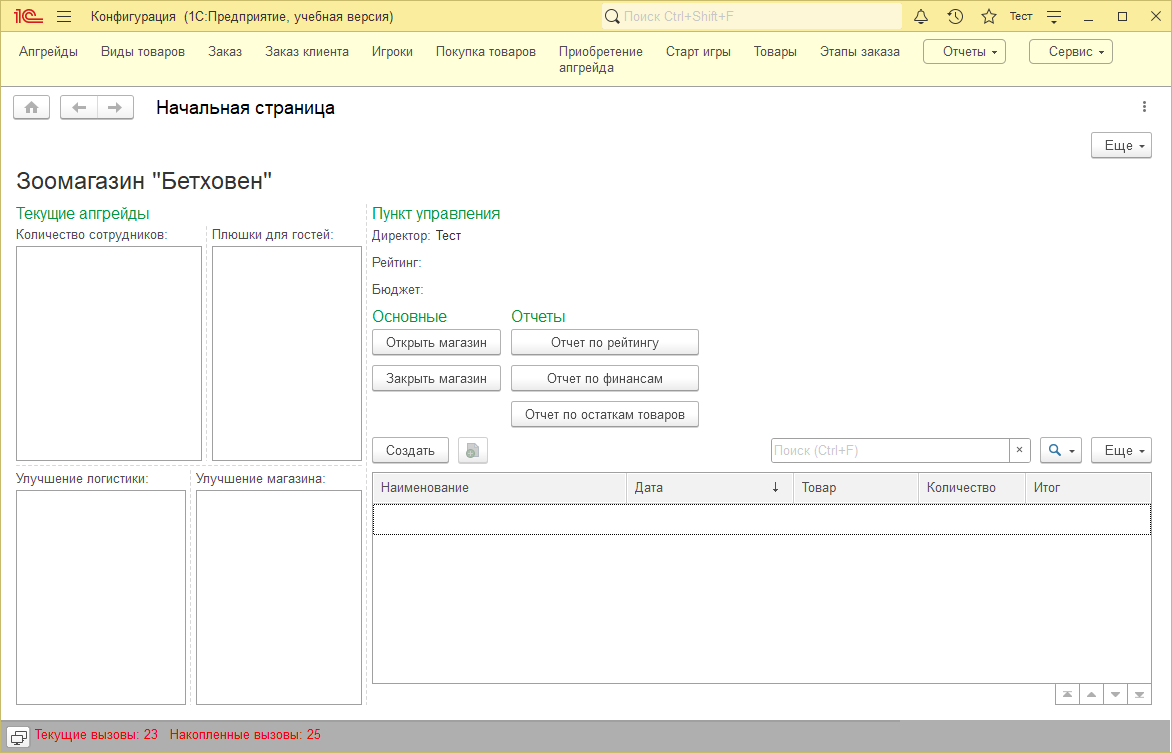 1С Конфигурация (1С:Предприятие, учебная версия) Поиск Ctrl+Shift+F Тест
Апгрейды Виды товаров Заказ Заказ клиента Игроки Покупка товаров Приобретение апгрейда Старт игры Товары Этапы заказа Отчеты Сервис
Начальная страница
Еще
Зоомагазин "Бетховен"
Текущие апгрейды
Количество сотрудников: Плюшки для гостей:
Улучшение логистики: Улучшение магазина:
Пункт управления
Директор: Тест
Рейтинг:
Бюджет:
Основные Отчеты
Открыть магазин Отчет по рейтингу
Закрыть магазин Отчет по финансам
Отчет по остаткам товаров
Создать Поиск (Ctrl+F) × Еще
Наименование Дата ↓ Товар Количество Итог
Текущие вызовы: 23 Накопленные вызовы: 25